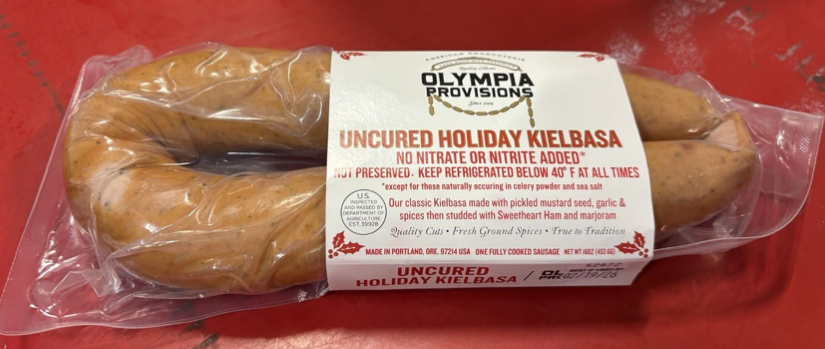 AMERICAN CHARCUTERIE
Quality Meats
OLYMPIA
PROVISIONS
Since 2009
UNCURED HOLIDAY KIELBASA
NO NITRATE OR NITRITE ADDED*
NOT PRESERVED. KEEP REFRIGERATED BELOW 40° F AT ALL TIMES
*except for those naturally occuring in celery powder and sea salt
U.S.
INSPECTED
AND PASSED BY
DEPARTMENT OF
AGRICULTURE
EST. 39928
Our classic Kielbasa made with pickled mustard seed, garlic &
spices then studded with Sweetheart Ham and marjoram
Quality Cuts • Fresh Ground Spices • True to Tradition
MADE IN PORTLAND, ORE. 97214 USA ONE FULLY COOKED SAUSAGE NET WT 16OZ (453.6G)
UNCURED
HOLIDAY KIELBASA /